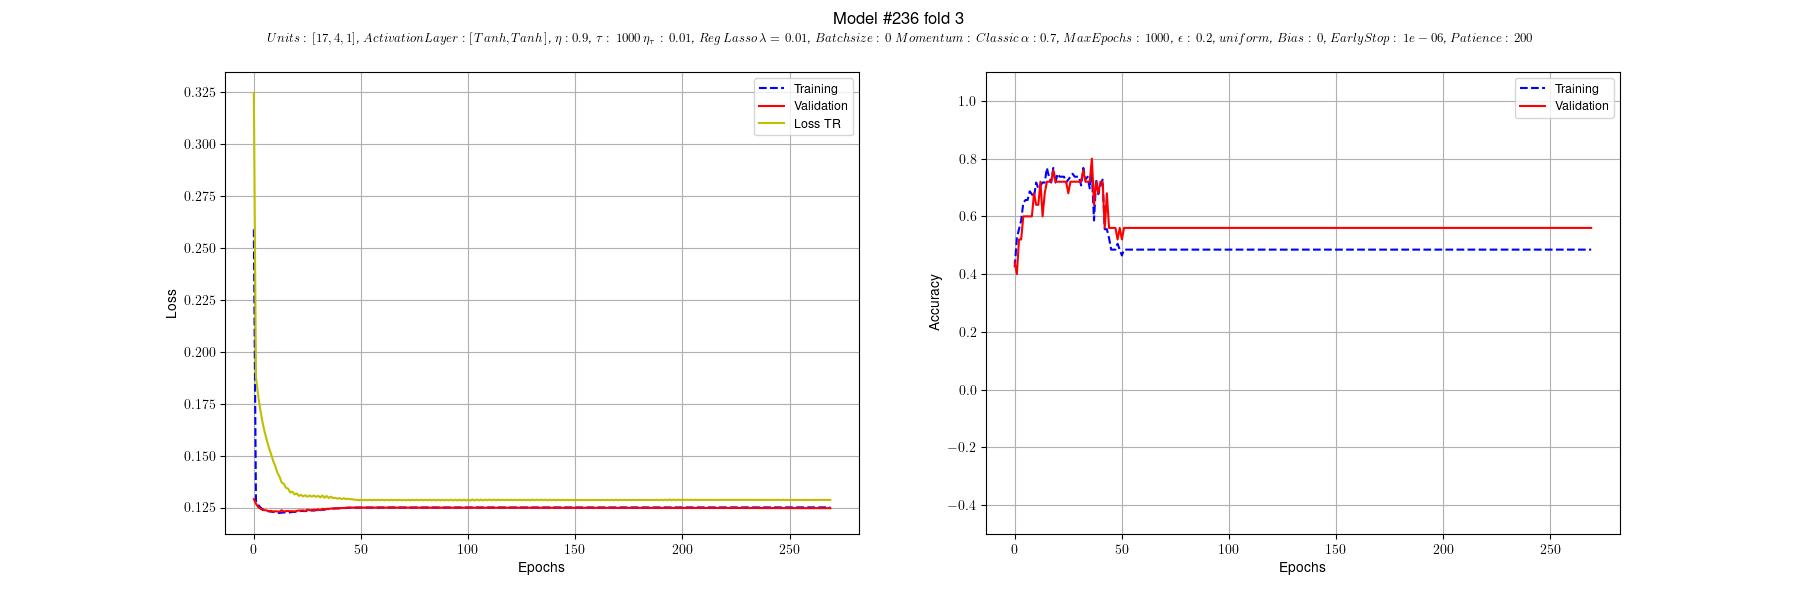 Model #236 fold 3
Units : [17, 4, 1], ActivationLayer : [Tanh, Tanh], η : 0.9, τ : 1000 η_τ : 0.01, Reg Lasso λ = 0.01, Batchsize : 0 Momentum : Classic α : 0.7, MaxEpochs : 1000, ϵ : 0.2, uniform, Bias : 0, EarlyStop : 1e − 06, Patience : 200
Loss
0.325
0.300
0.275
0.250
0.225
0.200
0.175
0.150
0.125
0 50 100 150 200 250
Epochs
Training
Validation
Loss TR
Accuracy
1.0
0.8
0.6
0.4
0.2
0.0
−0.2
−0.4
0 50 100 150 200 250
Epochs
Training
Validation